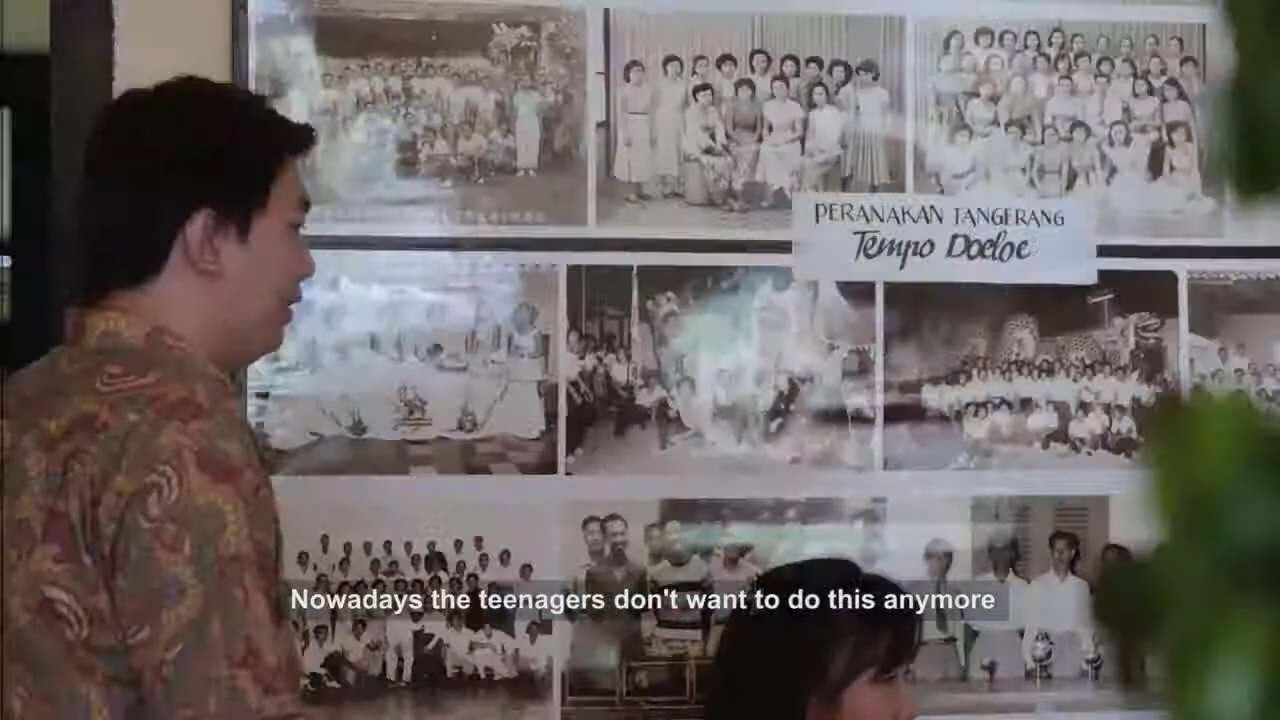 PERANAKAN TANGERANG
Tempo Doeloe
Nowadays the teenagers don't want to do this anymore